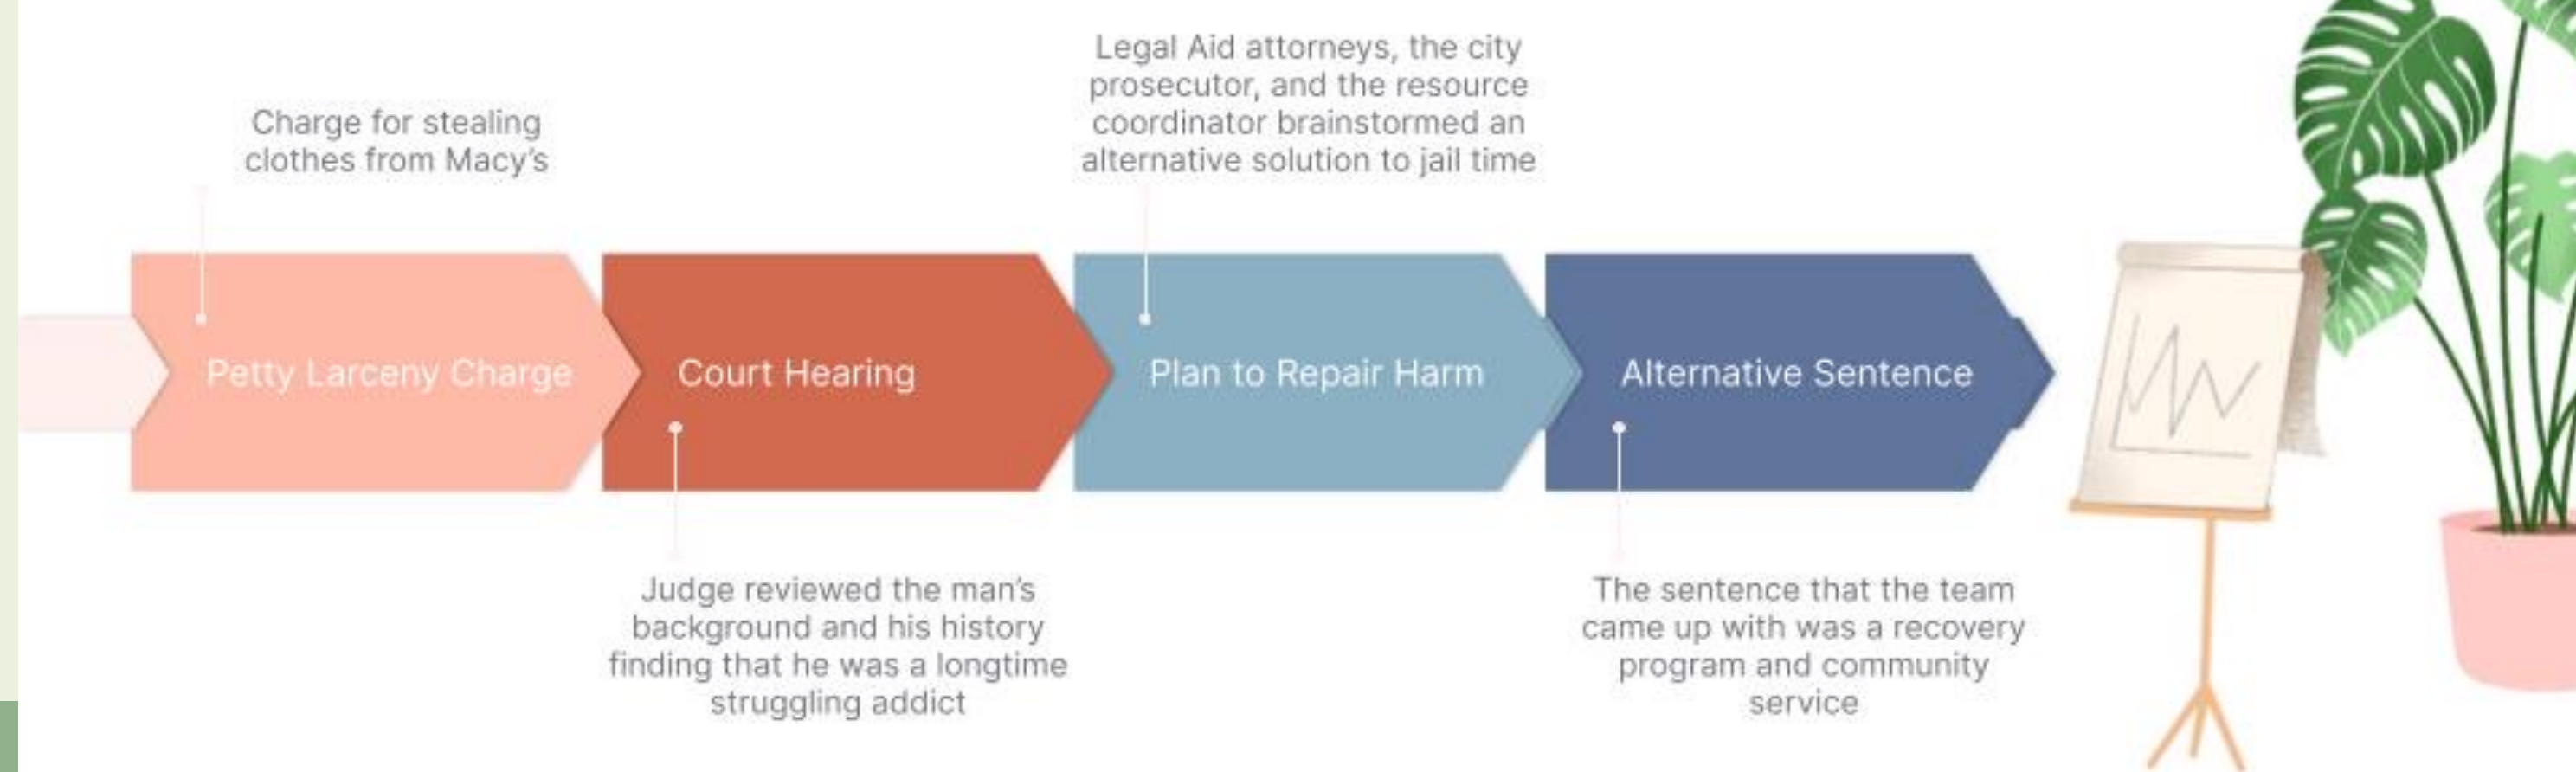 Charge for stealing
clothes from Macy's
Legal Aid attorneys, the city
prosecutor, and the resource
coordinator brainstormed an
alternative solution to jail time
Petty Larceny Charge
Court Hearing
Plan to Repair Harm
Alternative Sentence
Judge reviewed the man's
background and his history
finding that he was a longtime
struggling addict
The sentence that the team
came up with was a recovery
program and community
service